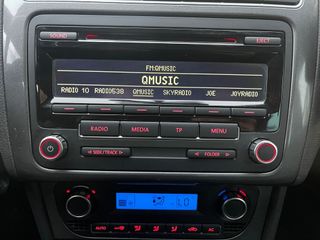 SOUND
EJECT
FM:QMUSIC
QMUSIC
RADIO 10 RADIO538 QMUSIC SKYRADIO JOE JOYRADIO
RADIO MEDIA TP MENU
SEEK/TRACK FOLDER
AUTO A/C